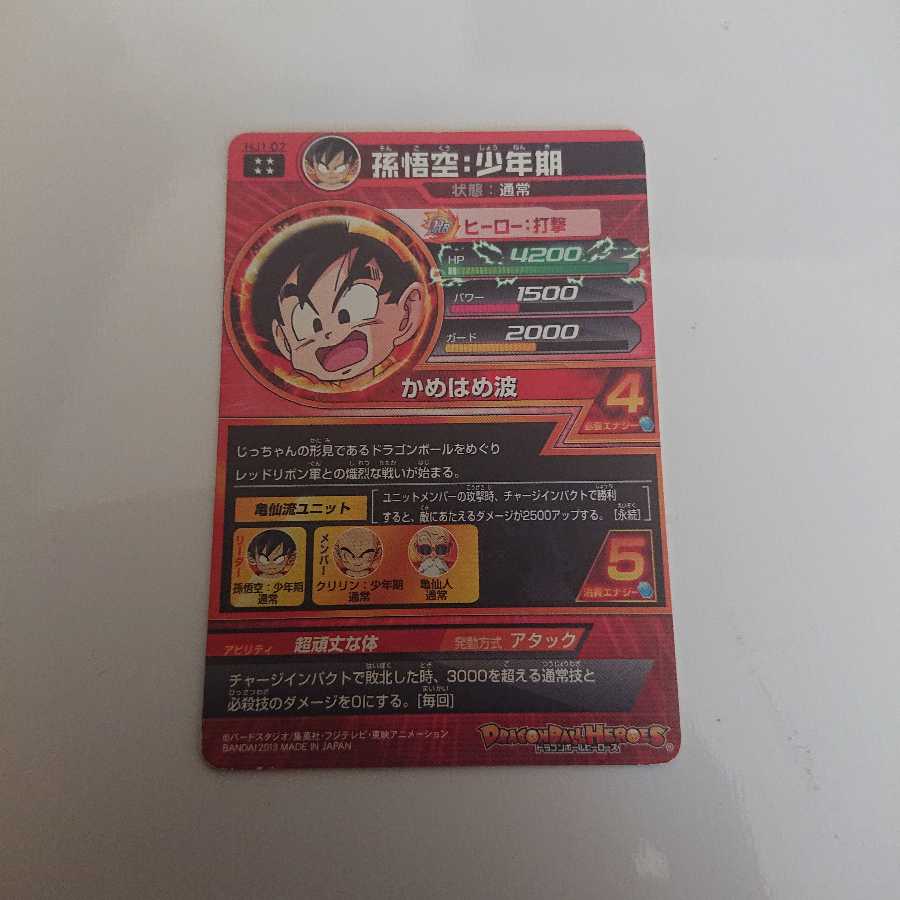 HJ1-02
孫悟空:少年期
状態:通常
ヒーロー:打撃
HP 4200
パワー 1500
ガード 2000
かめはめ波
4
必要エナジー
じっちゃんの形見であるドラゴンボールをめぐり
レッドリボン軍との熾烈な戦いが始まる。
亀仙流ユニット
ユニットメンバーの攻撃時、チャージインパクトで勝利
すると、敵にあたえるダメージが2500アップする。[永続]
リーダー
孫悟空:少年期
通常
メンバー
クリリン:少年期
通常
亀仙人
通常
5
消費エナジー
アビリティ 超頑丈な体 発動方式 アタック
チャージインパクトで敗北した時、3000を超える通常技と
必殺技のダメージを0にする。[毎回]
©バードスタジオ/集英社・フジテレビ・東映アニメーション
BANDAI 2013 MADE IN JAPAN
DRAGONBALL HEROES
ドラゴンボールヒーローズ